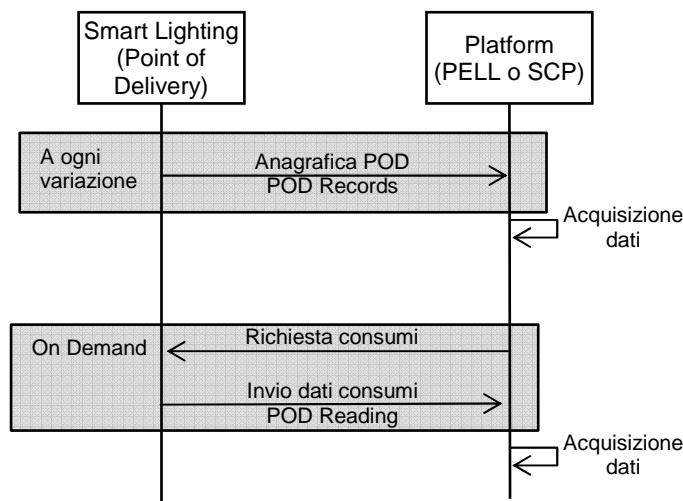 Smart Lighting
(Point of
Delivery)
Platform
(PELL o SCP)
A ogni
variazione
Anagrafica POD
POD Records
Acquisizione
dati
On Demand
Richiesta consumi
Invio dati consumi
POD Reading
Acquisizione
dati